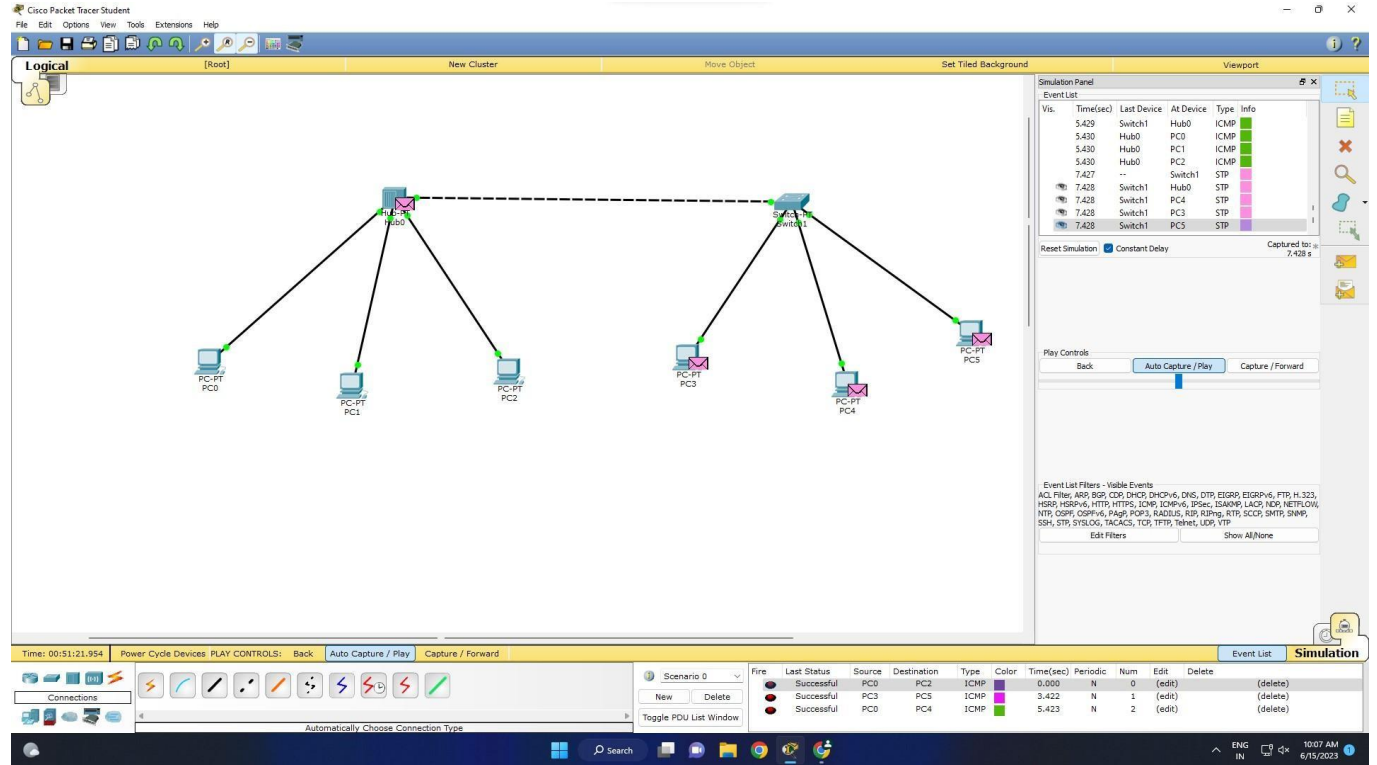 Cisco Packet Tracer Student
File Edit Options View Tools Extensions Help
Logical [Root] New Cluster Move Object Set Tiled Background Viewport
Simulation Panel
Event List
Vis. Time(sec) Last Device At Device Type Info
5.429 Switch1 Hub0 ICMP
5.430 Hub0 PC0 ICMP
5.430 Hub0 PC1 ICMP
5.430 Hub0 PC2 ICMP
7.427 -- Switch1 STP
7.428 Switch1 Hub0 STP
7.428 Switch1 PC4 STP
7.428 Switch1 PC3 STP
7.428 Switch1 PC5 STP
Reset Simulation Constant Delay Captured to: *
7.428 s
Hub-PT
Hub0
Switch-PT
Switch1
PC-PT
PC0
PC-PT
PC1
PC-PT
PC2
PC-PT
PC3
PC-PT
PC4
PC-PT
PC5
Play Controls
Back Auto Capture / Play Capture / Forward
Event List Filters - Visible Events
ACL Filter, ARP, BGP, CDP, DHCP, DHCPv6, DNS, DTP, EIGRP, EIGRPv6, FTP, H.323,
HSRP, HSRPv6, HTTP, HTTPS, ICMP, ICMPv6, IPSec, ISAKMP, LACP, NDP, NETFLOW,
NTP, OSPF, OSPFv6, PAgP, POP3, RADIUS, RIP, RIPng, RTP, SCCP, SMTP, SNMP,
SSH, STP, SYSLOG, TACACS, TCP, TFTP, Telnet, UDP, VTP
Edit Filters Show All/None
Time: 00:51:21.954 Power Cycle Devices PLAY CONTROLS: Back Auto Capture / Play Capture / Forward Event List Simulation
Connections
Automatically Choose Connection Type
Scenario 0
New Delete
Toggle PDU List Window
Fire Last Status Source Destination Type Color Time(sec) Periodic Num Edit Delete
Successful PC0 PC2 ICMP 0.000 N 0 (edit) (delete)
Successful PC3 PC5 ICMP 3.422 N 1 (edit) (delete)
Successful PC0 PC4 ICMP 5.423 N 2 (edit) (delete)
Search
ENG
IN
10:07 AM
6/15/2023
1